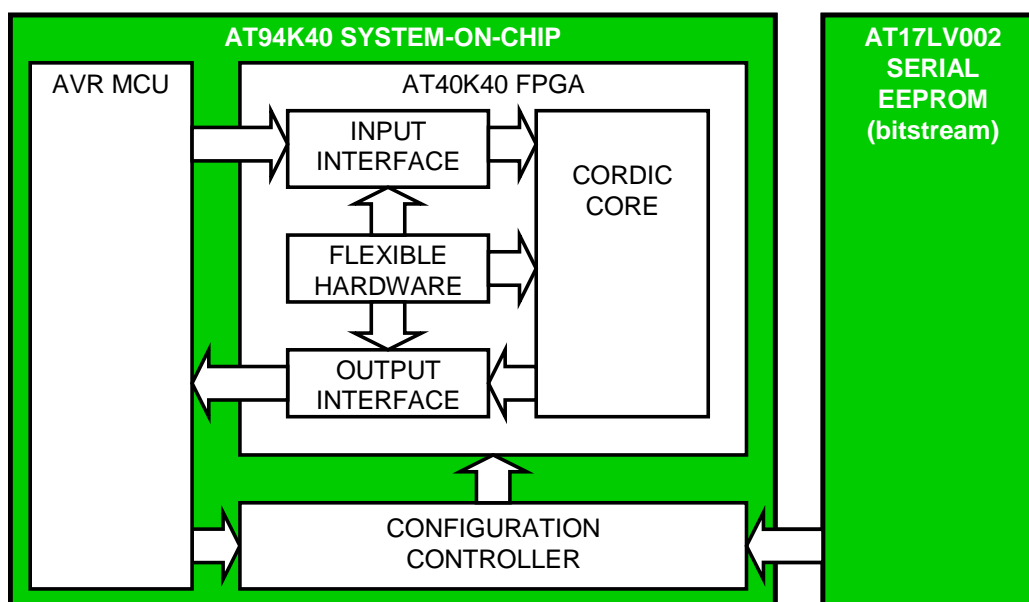 AT94K40 SYSTEM-ON-CHIP
AVR MCU
AT40K40 FPGA
INPUT
INTERFACE
CORDIC
CORE
FLEXIBLE
HARDWARE
OUTPUT
INTERFACE
CONFIGURATION
CONTROLLER
AT17LV002
SERIAL
EEPROM
(bitstream)